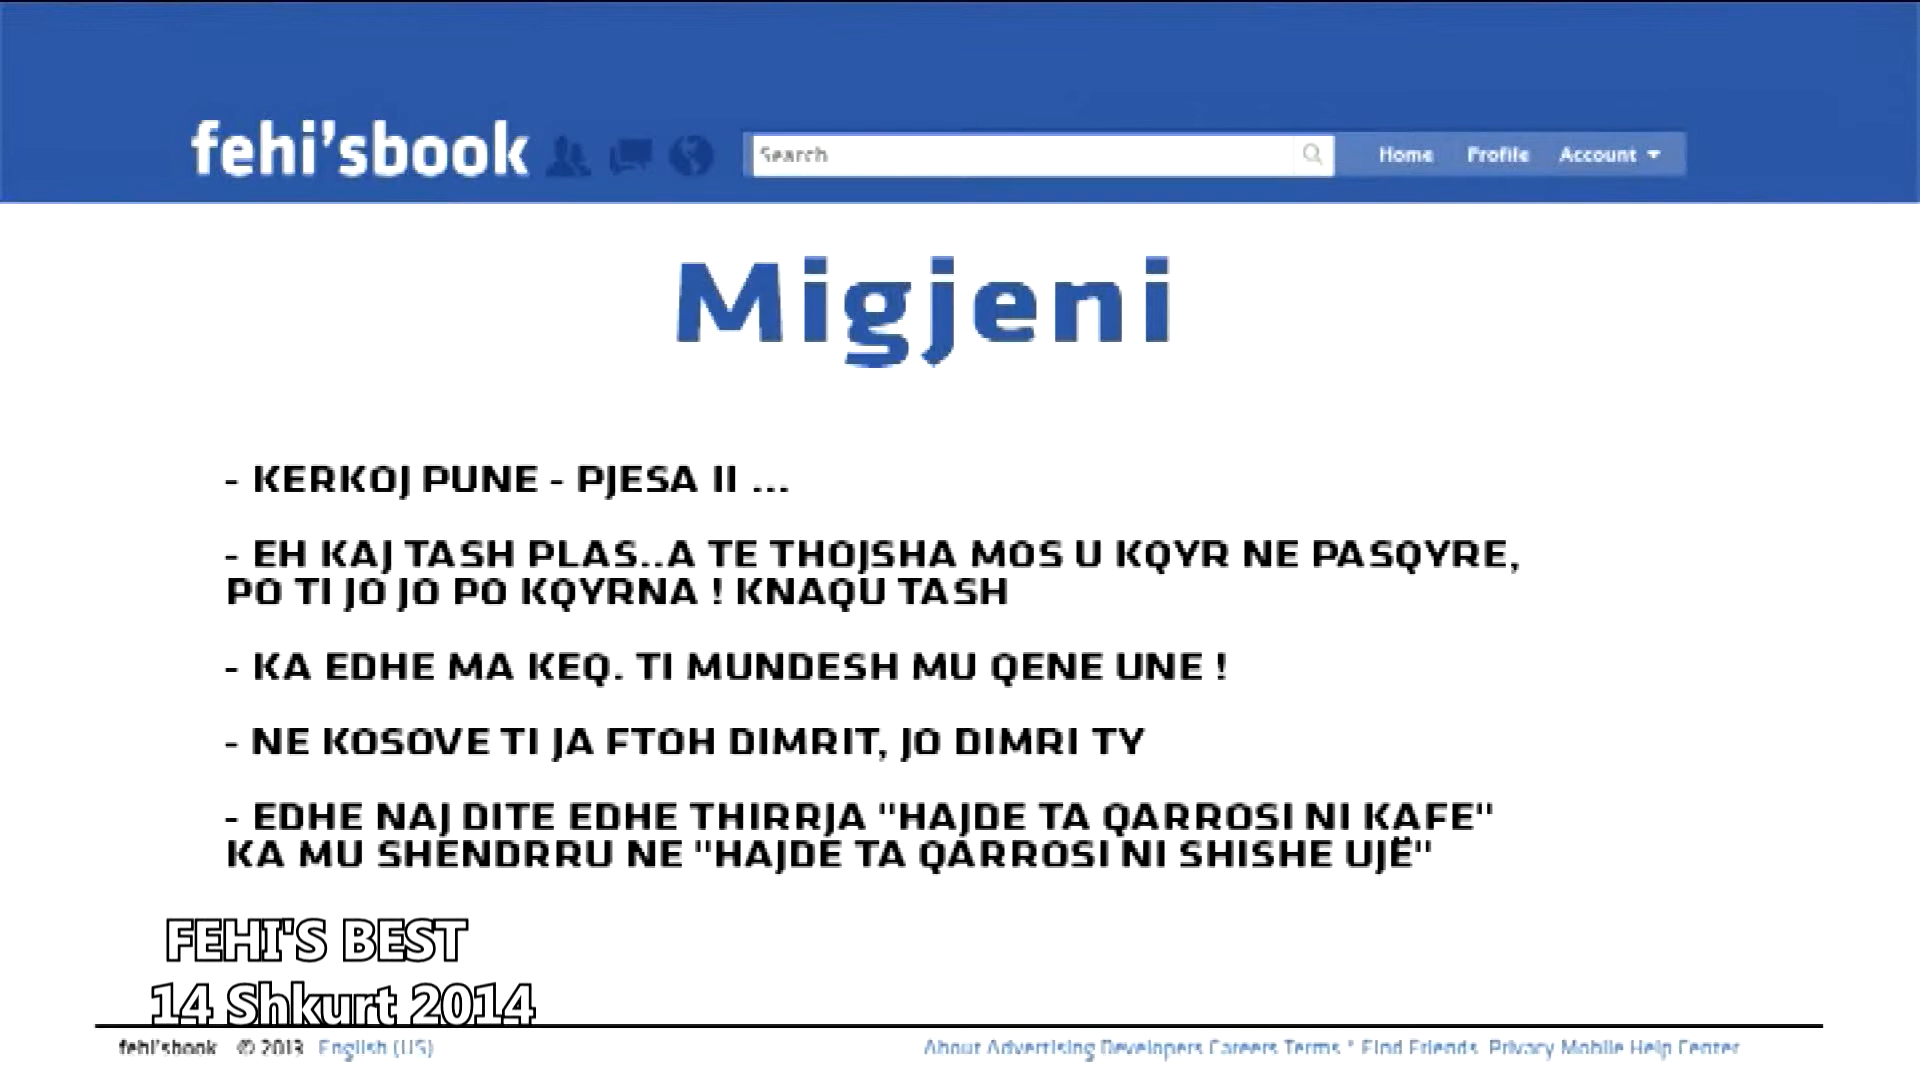 fehi'sbook
Search
Home Profile Account
Migjeni
- KERKOJ PUNE - PJESA II ...
- EH KAJ TASH PLAS..A TE THOJSHA MOS U KQYR NE PASQYRE,
PO TI JO JO PO KQYRNA ! KNAQU TASH
- KA EDHE MA KEQ. TI MUNDESH MU QENE UNE !
- NE KOSOVE TI JA FTOH DIMRIT, JO DIMRI TY
- EDHE NAJ DITE EDHE THIRRJA "HAJDE TA QARROSI NI KAFE"
KA MU SHENDRRU NE "HAJDE TA QARROSI NI SHISHE UJË"
FEHI'S BEST
14 Shkurt 2014
fehi'sbook © 2013 English (US)
About Advertising Developers Careers Terms * Find Friends Privacy Mobile Help Center